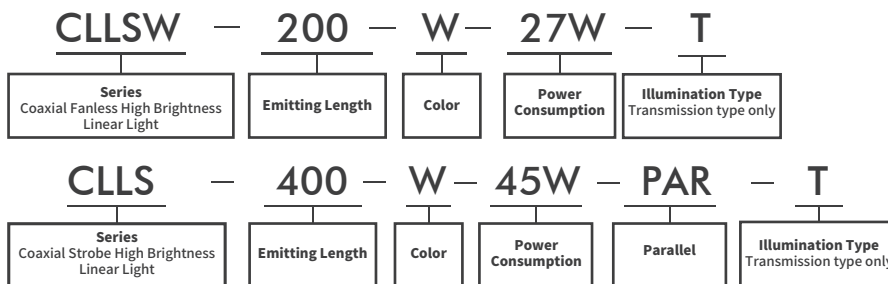 CLLSW — 200 — W — 27W — T
Series
Coaxial Fanless High Brightness
Linear Light
Emitting Length
Color
Power
Consumption
Illumination Type
Transmission type only
CLLS — 400 — W — 45W — PAR — T
Series
Coaxial Strobe High Brightness
Linear Light
Emitting Length
Color
Power
Consumption
Parallel
Illumination Type
Transmission type only